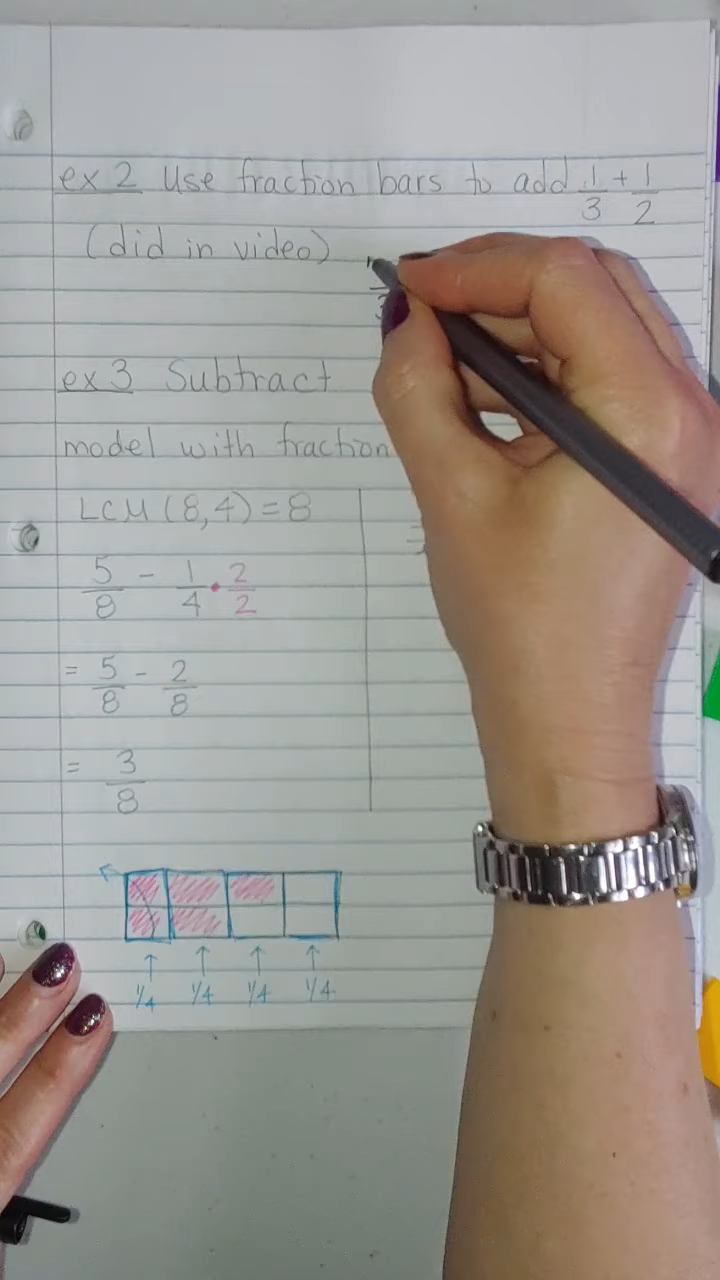 ex 2 Use fraction bars to add 1/3 + 1/2
(did in video)
3
ex 3 Subtract
model with fraction
LCM (8,4) = 8
5/8 - 1/4 • 2/2
= 5/8 - 2/8
= 3/8
1/4 1/4 1/4 1/4